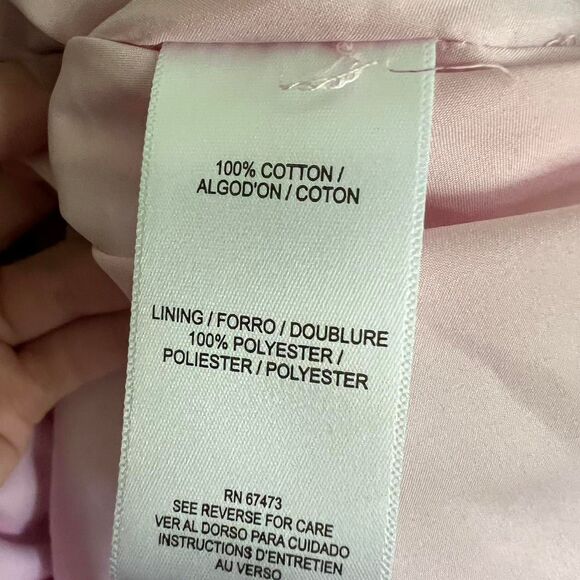 100% COTTON /
ALGOD'ON / COTON
LINING / FORRO / DOUBLURE
100% POLYESTER /
POLIESTER / POLYESTER
RN 67473
SEE REVERSE FOR CARE
VER AL DORSO PARA CUIDADO
INSTRUCTIONS D'ENTRETIEN
AU VERSO